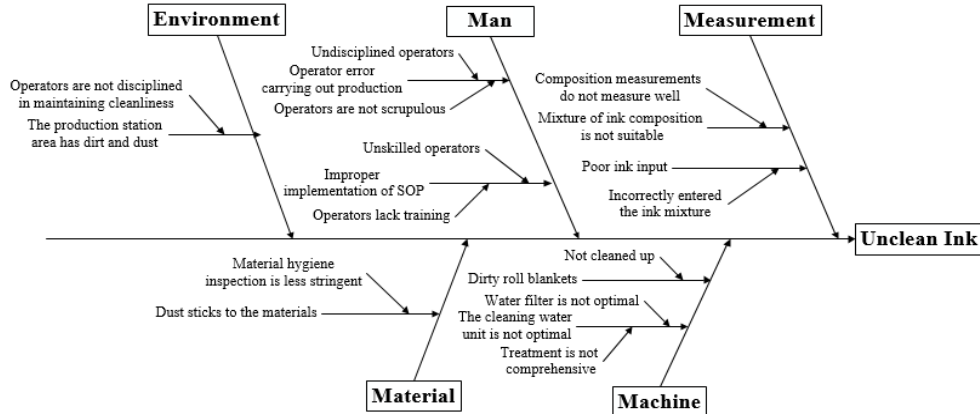 Environment
Man
Measurement
Undisciplined operators
Operator error
carrying out production
Operators are not scrupulous
Operators are not disciplined
in maintaining cleanliness
The production station
area has dirt and dust
Composition measurements
do not measure well
Mixture of ink composition
is not suitable
Unskilled operators
Improper
implementation of SOP
Operators lack training
Poor ink input
Incorrectly entered
the ink mixture
Unclean Ink
Material hygiene
inspection is less stringent
Dust sticks to the materials
Not cleaned up
Dirty roll blankets
Water filter is not optimal
The cleaning water
unit is not optimal
Treatment is not
comprehensive
Material
Machine